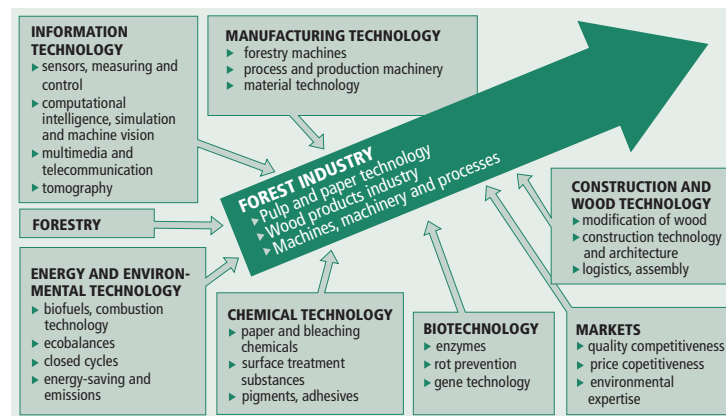 INFORMATION
TECHNOLOGY
sensors, measuring and
control
computational
intelligence, simulation
and machine vision
multimedia and
telecommunication
tomography
MANUFACTURING TECHNOLOGY
forestry machines
process and production machinery
material technology
FOREST INDUSTRY
Pulp and paper technology
Wood products industry
Machines, machinery and processes
FORESTRY
CONSTRUCTION AND
WOOD TECHNOLOGY
modification of wood
construction technology
and architecture
logistics, assembly
ENERGY AND ENVIRON-
MENTAL TECHNOLOGY
biofuels, combustion
technology
ecobalances
closed cycles
energy-saving and
emissions
CHEMICAL TECHNOLOGY
paper and bleaching
chemicals
surface treatment
substances
pigments, adhesives
BIOTECHNOLOGY
enzymes
rot prevention
gene technology
MARKETS
quality competitiveness
price copetitiveness
environmental
expertise